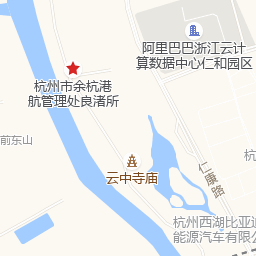 阿里巴巴浙江云计
算数据中心仁和园区
杭州市余杭港
航管理处良渚所
前东山
云中寺庙
仁康路
杭州西湖比亚迪
能源汽车有限公